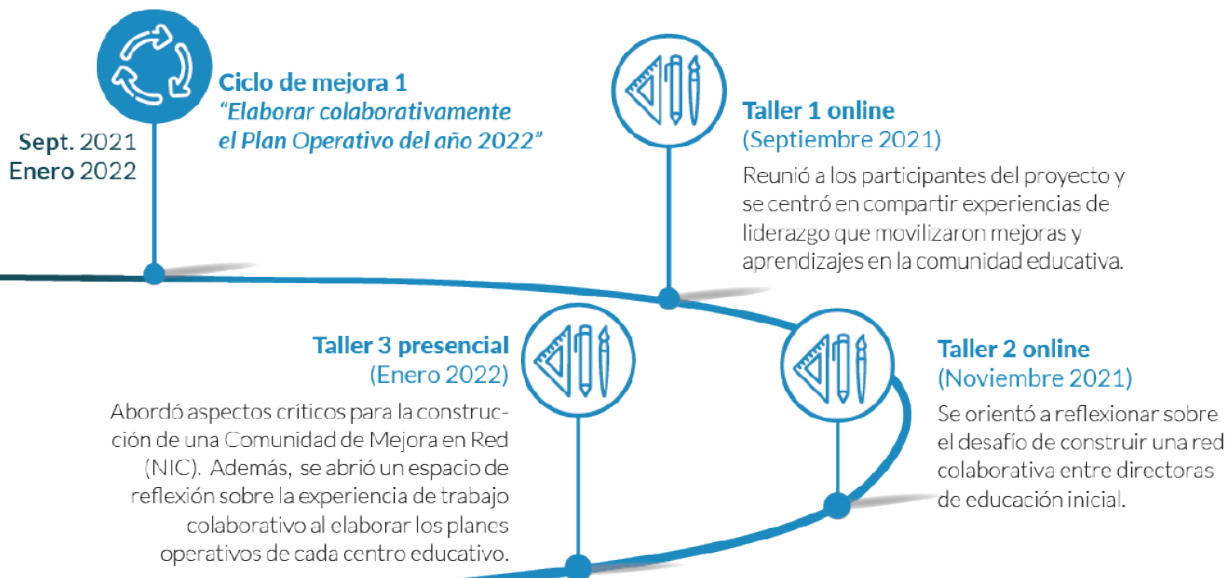 Sept. 2021
Enero 2022
Ciclo de mejora 1
“Elaborar colaborativamente
el Plan Operativo del año 2022”
Taller 1 online
(Septiembre 2021)
Reunió a los participantes del proyecto y
se centró en compartir experiencias de
liderazgo que movilizaron mejoras y
aprendizajes en la comunidad educativa.
Taller 2 online
(Noviembre 2021)
Se orientó a reflexionar sobre
el desafío de construir una red
colaborativa entre directoras
de educación inicial.
Taller 3 presencial
(Enero 2022)
Abordó aspectos críticos para la construc-
ción de una Comunidad de Mejora en Red
(NIC). Además, se abrió un espacio de
reflexión sobre la experiencia de trabajo
colaborativo al elaborar los planes
operativos de cada centro educativo.